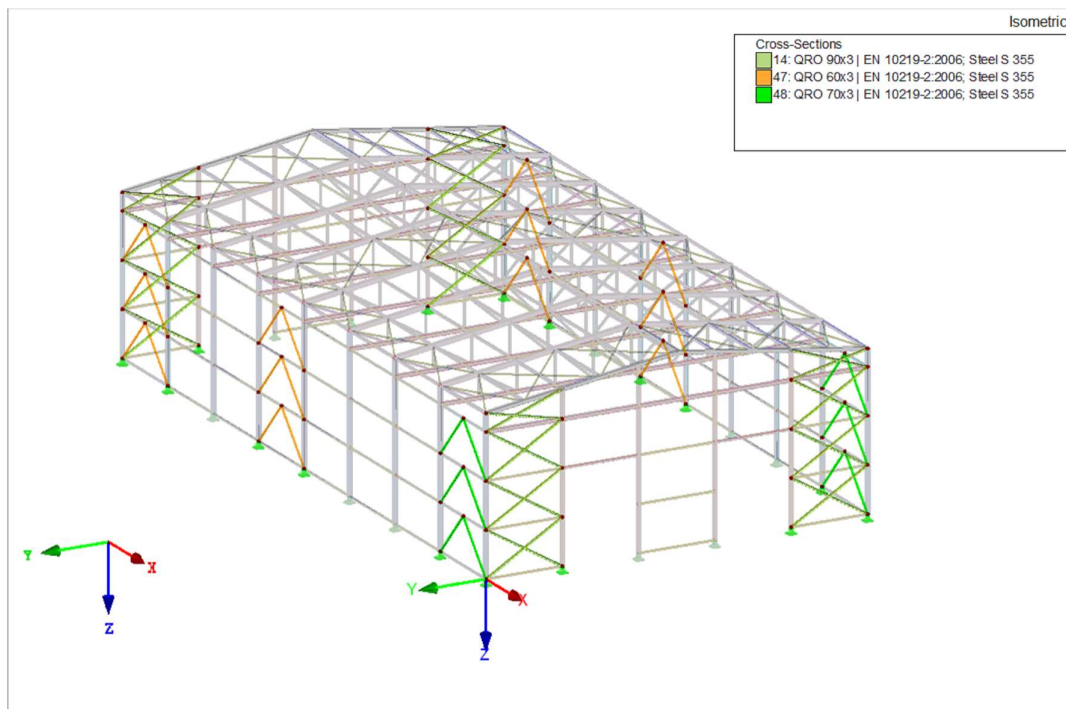 Isometric
Cross-Sections
14: QRO 90x3 | EN 10219-2:2006; Steel S 355
47: QRO 60x3 | EN 10219-2:2006; Steel S 355
48: QRO 70x3 | EN 10219-2:2006; Steel S 355
Y
X
Z
Y
X
Z